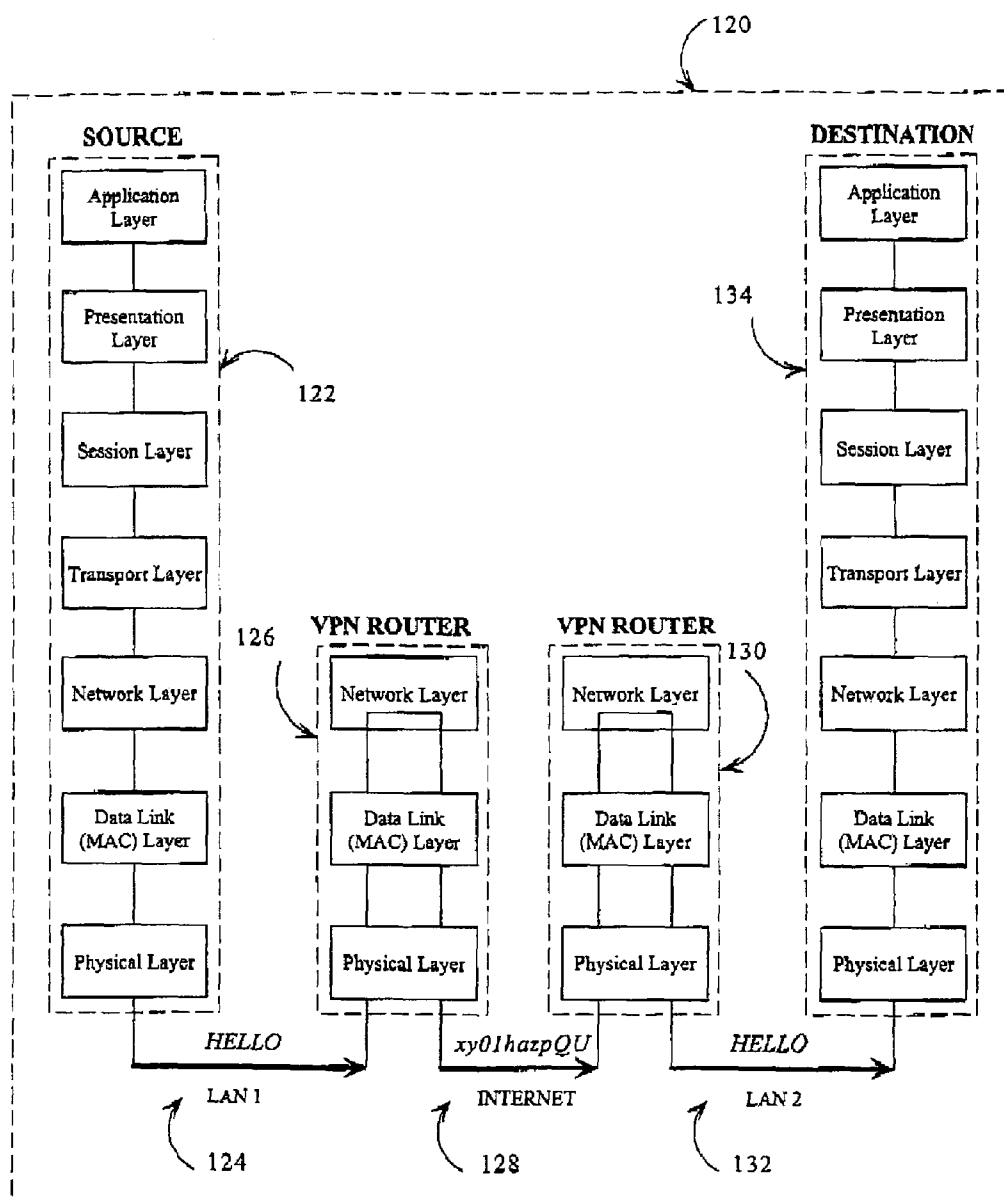 120
SOURCE
DESTINATION
Application
Layer
Application
Layer
Presentation
Layer
134
Presentation
Layer
122
Session Layer
Session Layer
Transport Layer
Transport Layer
126
VPN ROUTER
VPN ROUTER
130
Network Layer
Network Layer
Network Layer
Network Layer
Data Link
(MAC) Layer
Data Link
(MAC) Layer
Data Link
(MAC) Layer
Data Link
(MAC) Layer
Physical Layer
Physical Layer
Physical Layer
Physical Layer
HELLO
xy01hazpQU
HELLO
LAN 1
INTERNET
LAN 2
124
128
132